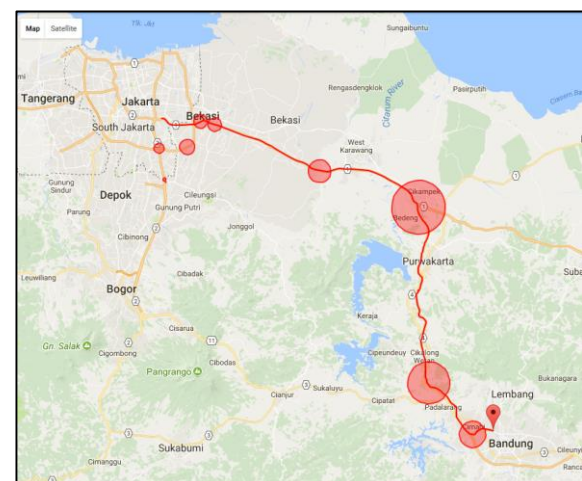 Map Satellite
Sungaibuntu
Tangerang
Jakarta
Rengasdengklok
Pasirputih
Citarum River
Bekasi
Bekasi
South Jakarta
West
Karawang
Gunung
Sindur
Depok
Cileungsi
Cikampek
Parung
Gunung Putri
Bedeng
Cibinong
Jonggol
Purwakarta
Leuwiliang
Cibadak
Suba
Bogor
Keraja
Cisarua
Gn. Salak
Cipeundeuy
Cikalong
Wetan
Cigombong
Cibodas
Pangrango
Bukanagara
Sukaluyu
Lembang
Cianjur
Cipatat
Padalarang
Cimahi
Sukabumi
Bandung
Cimanggu
Cileunyi